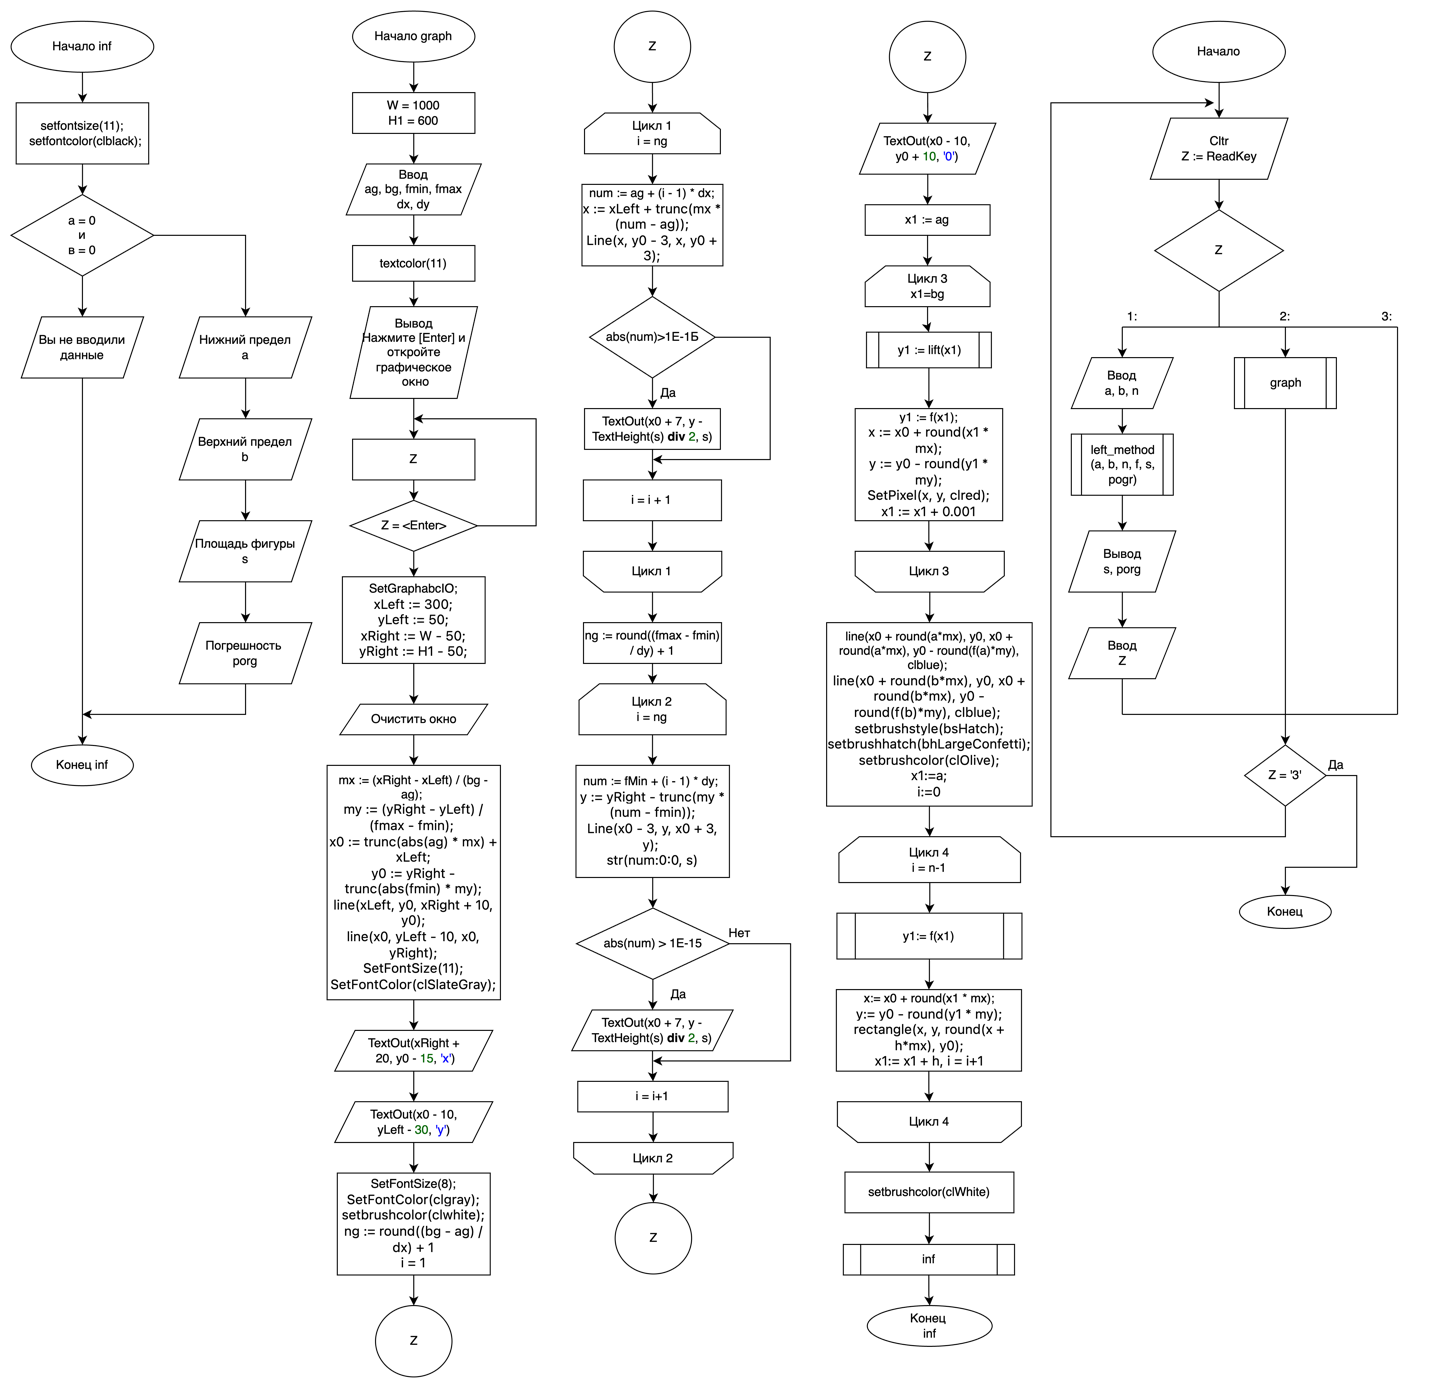 Начало inf
setfontsize(11);
setfontcolor(clblack);
a = 0
и
в = 0
Вы не вводили
данные
Нижний предел
a
Верхний предел
b
Площадь фигуры
s
Погрешность
porg
Конец inf
Начало graph
W = 1000
H1 = 600
Ввод
ag, bg, fmin, fmax
dx, dy
textcolor(11)
Вывод
Нажмите [Enter] и
откройте
графическое
окно
Z
Z = <Enter>
SetGraphabcIO;
xLeft := 300;
yLeft := 50;
xRight := W - 50;
yRight := H1 - 50;
Очистить окно
mx := (xRight - xLeft) / (bg -
ag);
my := (yRight - yLeft) /
(fmax - fmin);
x0 := trunc(abs(ag) * mx) +
xLeft;
y0 := yRight -
trunc(abs(fmin) * my);
line(xLeft, y0, xRight + 10,
y0);
line(x0, yLeft - 10, x0,
yRight);
SetFontSize(11);
SetFontColor(clSlateGray);
TextOut(xRight +
20, y0 - 15, 'x')
TextOut(x0 - 10,
yLeft - 30, 'y')
SetFontSize(8);
SetFontColor(clgray);
setbrushcolor(clwhite);
ng := round((bg - ag) /
dx) + 1
i = 1
Z
Z
Цикл 1
i = ng
num := ag + (i - 1) * dx;
x := xLeft + trunc(mx *
(num - ag));
Line(x, y0 - 3, x, y0 +
3);
abs(num)>1E-1Б
Да
TextOut(x0 + 7, y -
TextHeight(s) div 2, s)
i = i + 1
Цикл 1
ng := round((fmax - fmin)
/ dy) + 1
Цикл 2
i = ng
num := fMin + (i - 1) * dy;
y := yRight - trunc(my *
(num - fmin));
Line(x0 - 3, y, x0 + 3,
y);
str(num:0:0, s)
abs(num) > 1E-15
Нет
Да
TextOut(x0 + 7, y -
TextHeight(s) div 2, s)
i = i+1
Цикл 2
Z
Z
TextOut(x0 - 10,
y0 + 10, '0')
x1 := ag
Цикл 3
x1=bg
y1 := lift(x1)
y1 := f(x1);
x := x0 + round(x1 *
mx);
y := y0 - round(y1 *
my);
SetPixel(x, y, clred);
x1 := x1 + 0.001
Цикл 3
line(x0 + round(a*mx), y0, x0 +
round(a*mx), y0 - round(f(a)*my),
clblue);
line(x0 + round(b*mx), y0, x0 +
round(b*mx), y0 -
round(f(b)*my), clblue);
setbrushstyle(bsHatch);
setbrushhatch(bhLargeConfetti);
setbrushcolor(clOlive);
x1:=a;
i:=0
Цикл 4
i = n-1
y1:= f(x1)
x:= x0 + round(x1 * mx);
y:= y0 - round(y1 * my);
rectangle(x, y, round(x +
h*mx), y0);
x1:= x1 + h, i = i+1
Цикл 4
setbrushcolor(clWhite)
inf
Конец
inf
Начало
Cltr
Z := ReadKey
Z
1:
2:
3:
Ввод
a, b, n
graph
left_method
(a, b, n, f, s,
pogr)
Вывод
s, porg
Ввод
Z
Z = '3'
Да
Конец